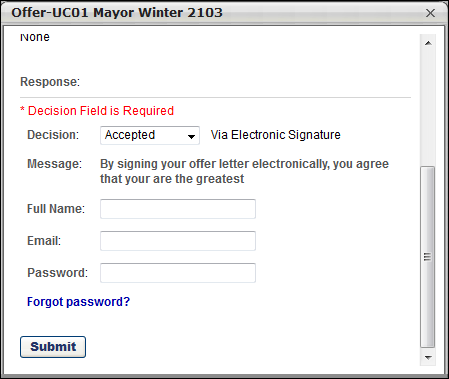 Offer-UC01 Mayor Winter 2103
None
Response:
* Decision Field is Required
Decision: Accepted Via Electronic Signature
Message: By signing your offer letter electronically, you agree
that your are the greatest
Full Name:
Email:
Password:
Forgot password?
Submit